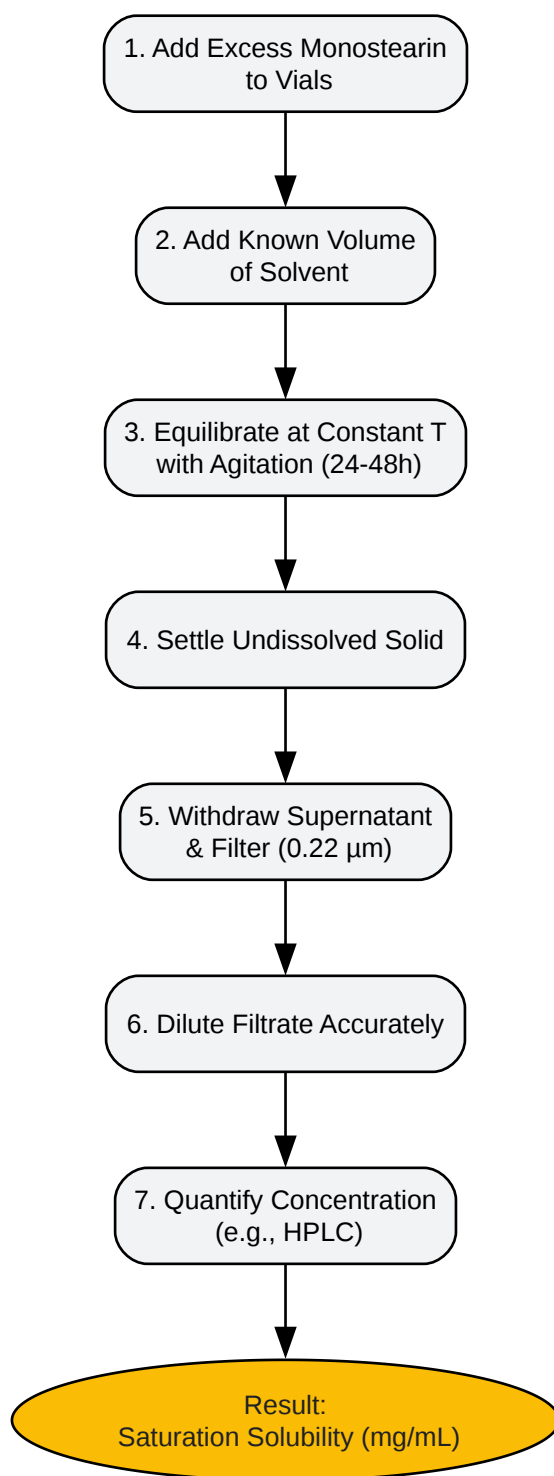 1. Add Excess Monostearin
to Vials
2. Add Known Volume
of Solvent
3. Equilibrate at Constant T
with Agitation (24-48h)
4. Settle Undissolved Solid
5. Withdraw Supernatant
& Filter (0.22 µm)
6. Dilute Filtrate Accurately
7. Quantify Concentration
(e.g., HPLC)
Result:
Saturation Solubility (mg/mL)